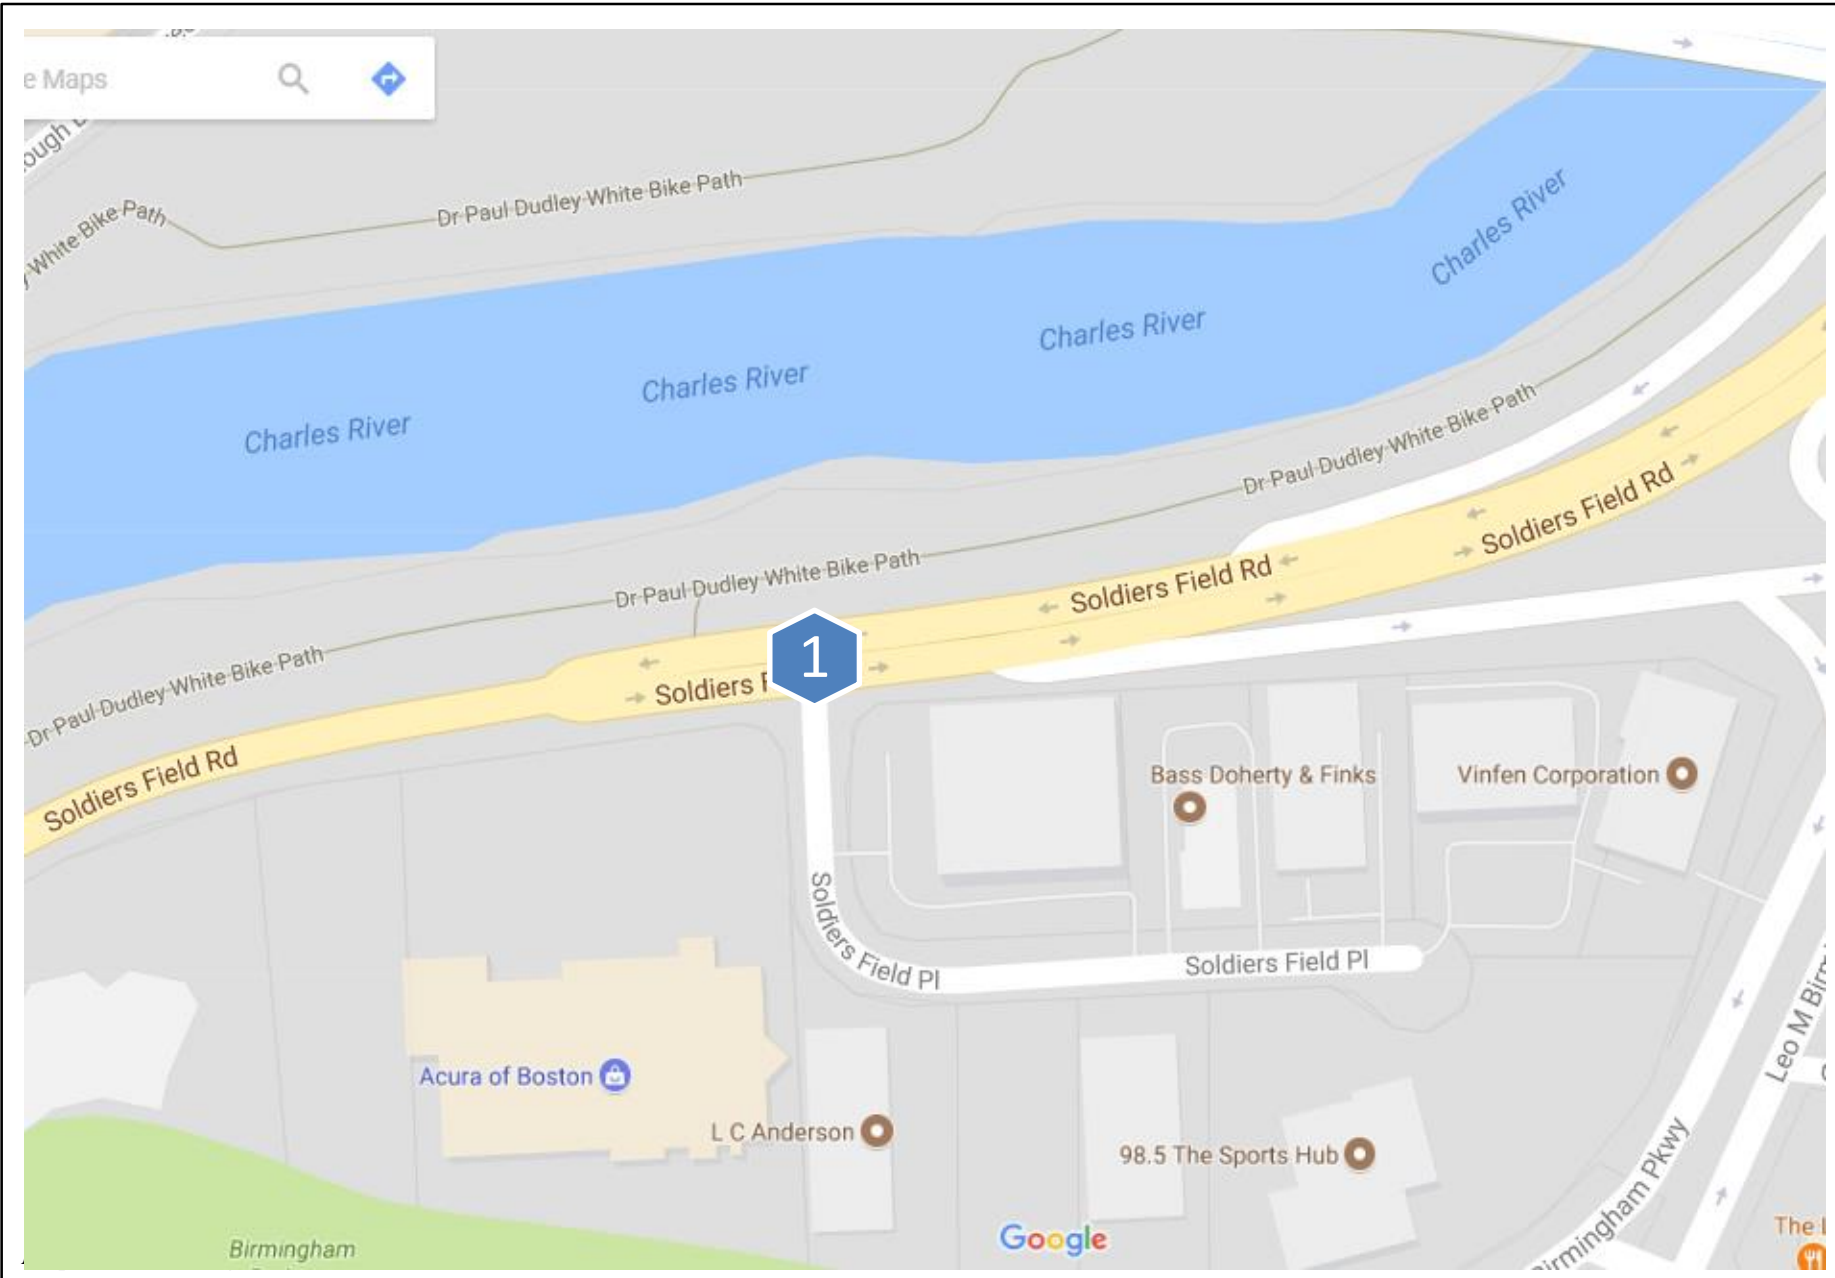 e Maps
White Bike Path
Dr Paul Dudley White Bike Path
Charles River
Charles River
Charles River
Charles River
Dr Paul Dudley White Bike Path
Dr Paul Dudley White Bike Path
Dr Paul Dudley White Bike Path
Soldiers Field Rd
Soldiers Field Rd
Soldiers
1
Soldiers Field Rd
Bass Doherty & Finks
Vinfen Corporation
Soldiers Field Pl
Soldiers Field Pl
Leo M
Acura of Boston
L C Anderson
98.5 The Sports Hub
Birmingham Pkwy
Google
Birmingham
The